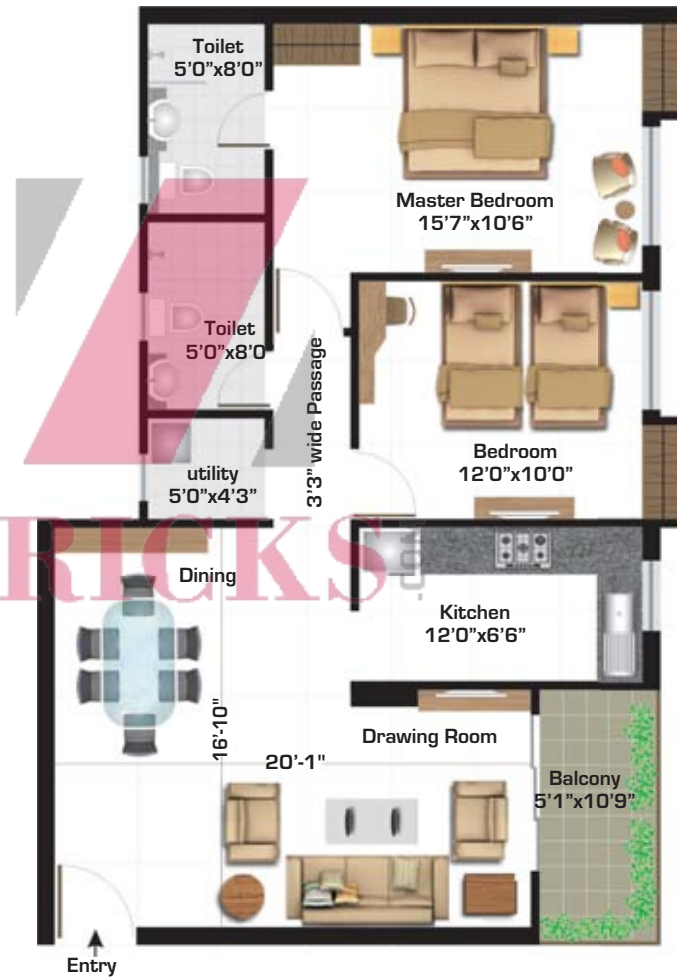 Toilet
5'0”x8'0”
Master Bedroom
15'7”x10'6”
Toilet
5'0”x8'0
3'3” wide Passage
Bedroom
12'0”x10'0”
utility
5'0”x4'3”
RICKS
Dining
Kitchen
12'0”x6'6”
16'-10"
20'-1"
Drawing Room
Balcony
5'1”x10'9”
Entry